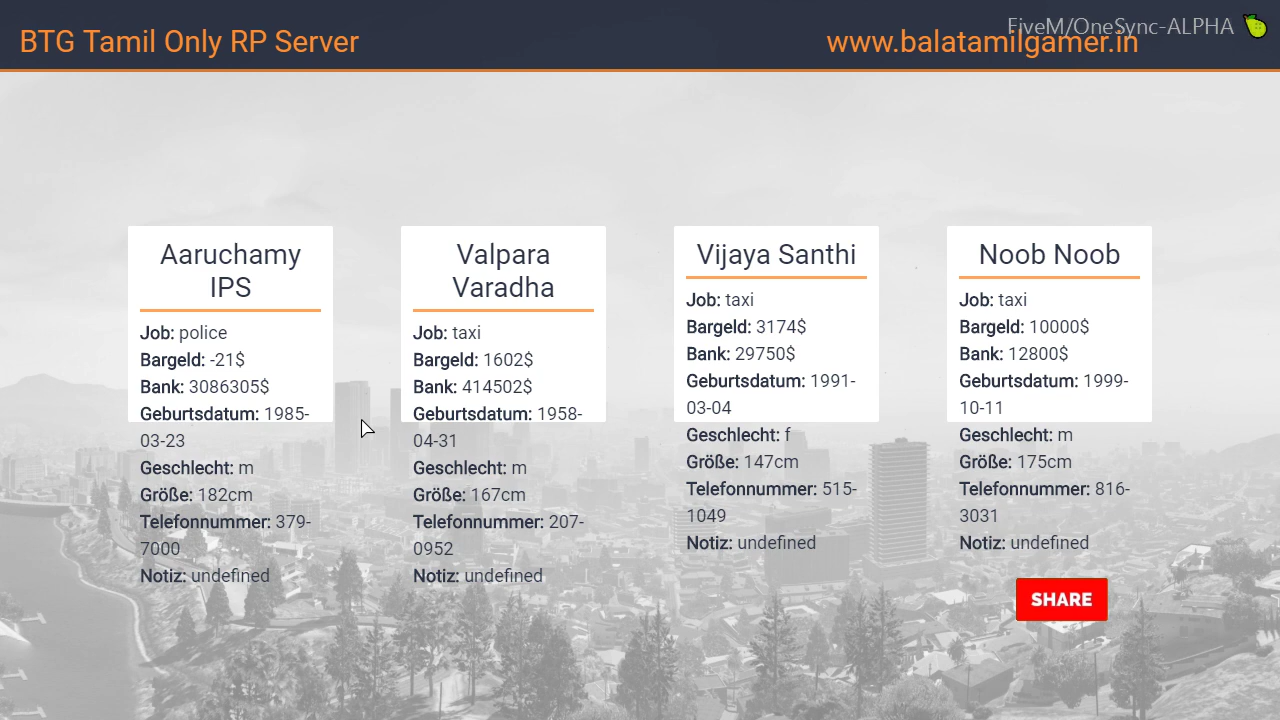 BTG Tamil Only RP Server
www.balatamilgamer.in
FiveM/OneSync-ALPHA
Aaruchamy
IPS
Job: police
Bargeld: -21$
Bank: 3086305$
Geburtsdatum: 1985-
03-23
Geschlecht: m
Größe: 182cm
Telefonnummer: 379-
7000
Notiz: undefined
Valpara
Varadha
Job: taxi
Bargeld: 1602$
Bank: 414502$
Geburtsdatum: 1958-
04-31
Geschlecht: m
Größe: 167cm
Telefonnummer: 207-
0952
Notiz: undefined
Vijaya Santhi
Job: taxi
Bargeld: 3174$
Bank: 29750$
Geburtsdatum: 1991-
03-04
Geschlecht: f
Größe: 147cm
Telefonnummer: 515-
1049
Notiz: undefined
Noob Noob
Job: taxi
Bargeld: 10000$
Bank: 12800$
Geburtsdatum: 1999-
10-11
Geschlecht: m
Größe: 175cm
Telefonnummer: 816-
3031
Notiz: undefined
SHARE